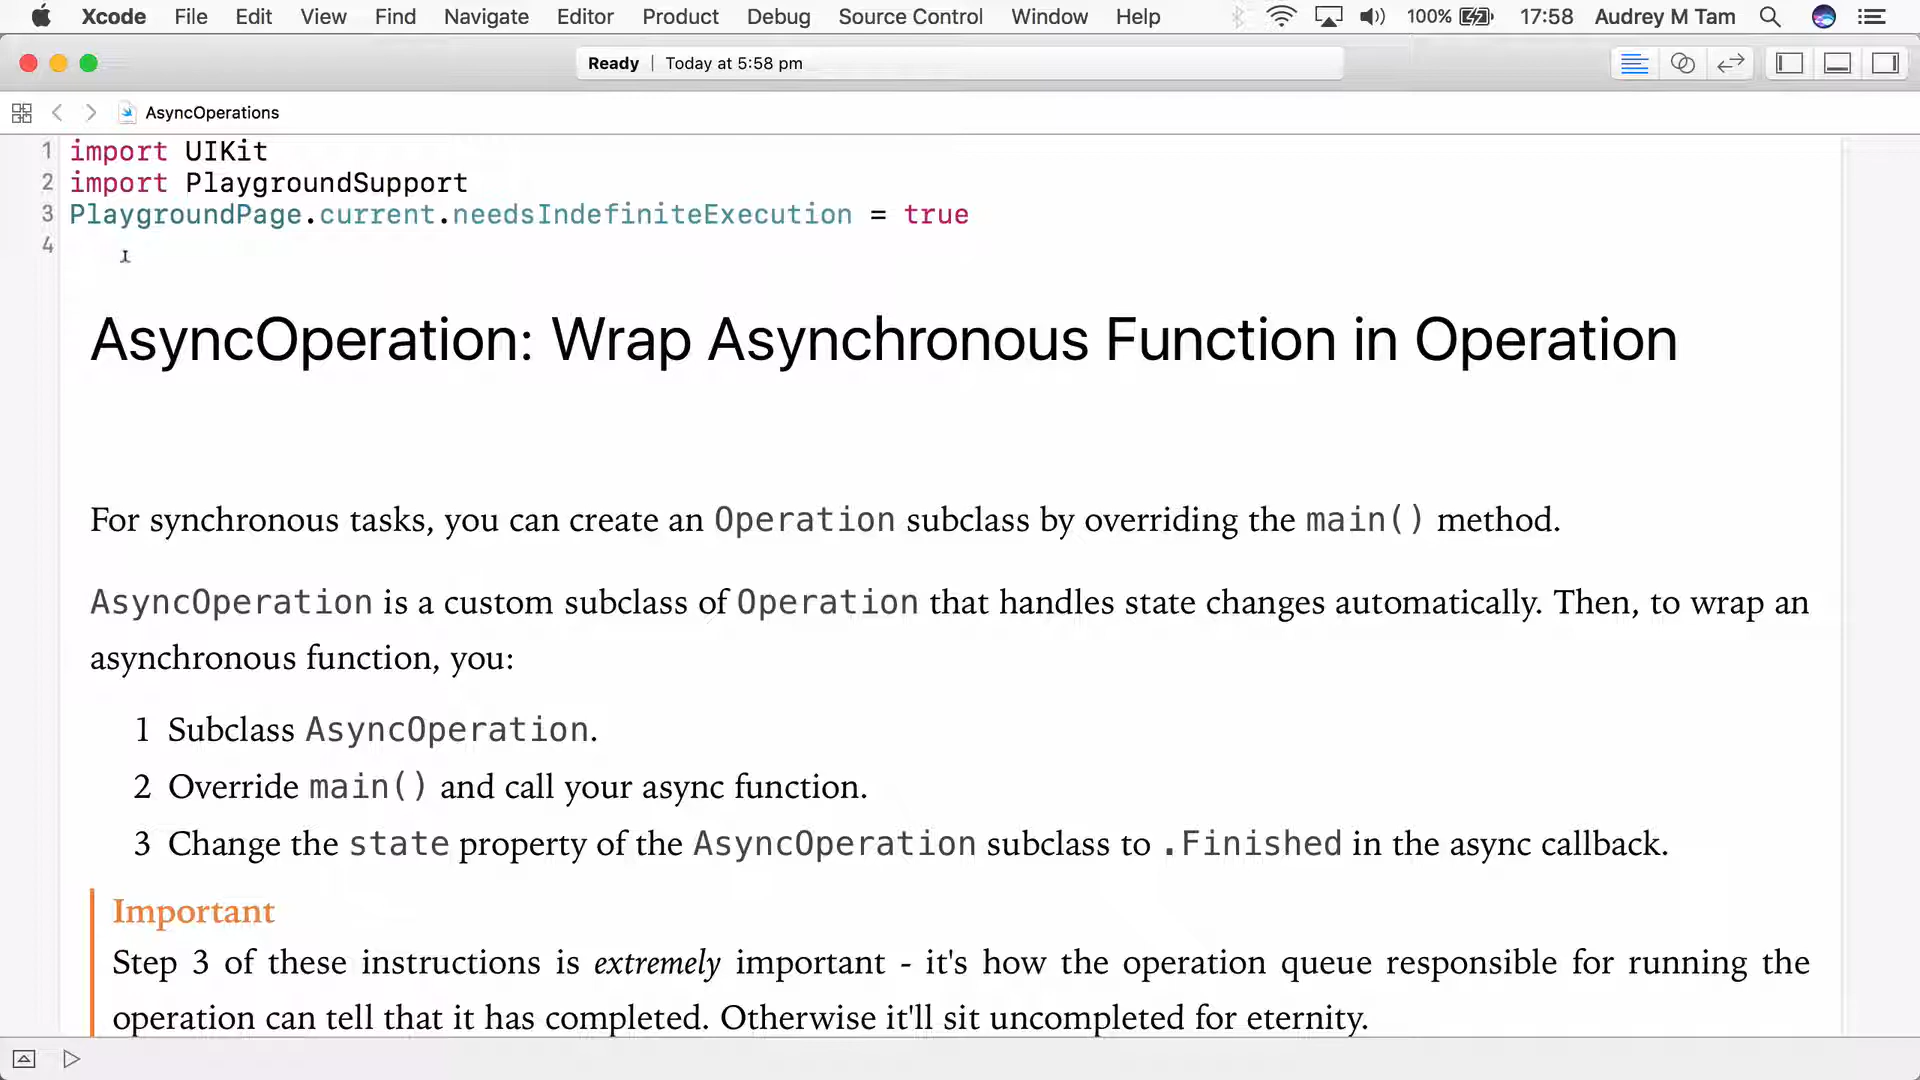 Xcode File Edit View Find Navigate Editor Product Debug Source Control Window Help 100% 17:58 Audrey M Tam
Ready | Today at 5:58 pm
AsyncOperations
1 import UIKit
2 import PlaygroundSupport
3 PlaygroundPage.current.needsIndefiniteExecution = true
4
AsyncOperation: Wrap Asynchronous Function in Operation
For synchronous tasks, you can create an Operation subclass by overriding the main() method.
AsyncOperation is a custom subclass of Operation that handles state changes automatically. Then, to wrap an
asynchronous function, you:
1 Subclass AsyncOperation.
2 Override main() and call your async function.
3 Change the state property of the AsyncOperation subclass to .Finished in the async callback.
Important
Step 3 of these instructions is extremely important - it's how the operation queue responsible for running the
operation can tell that it has completed. Otherwise it'll sit uncompleted for eternity.